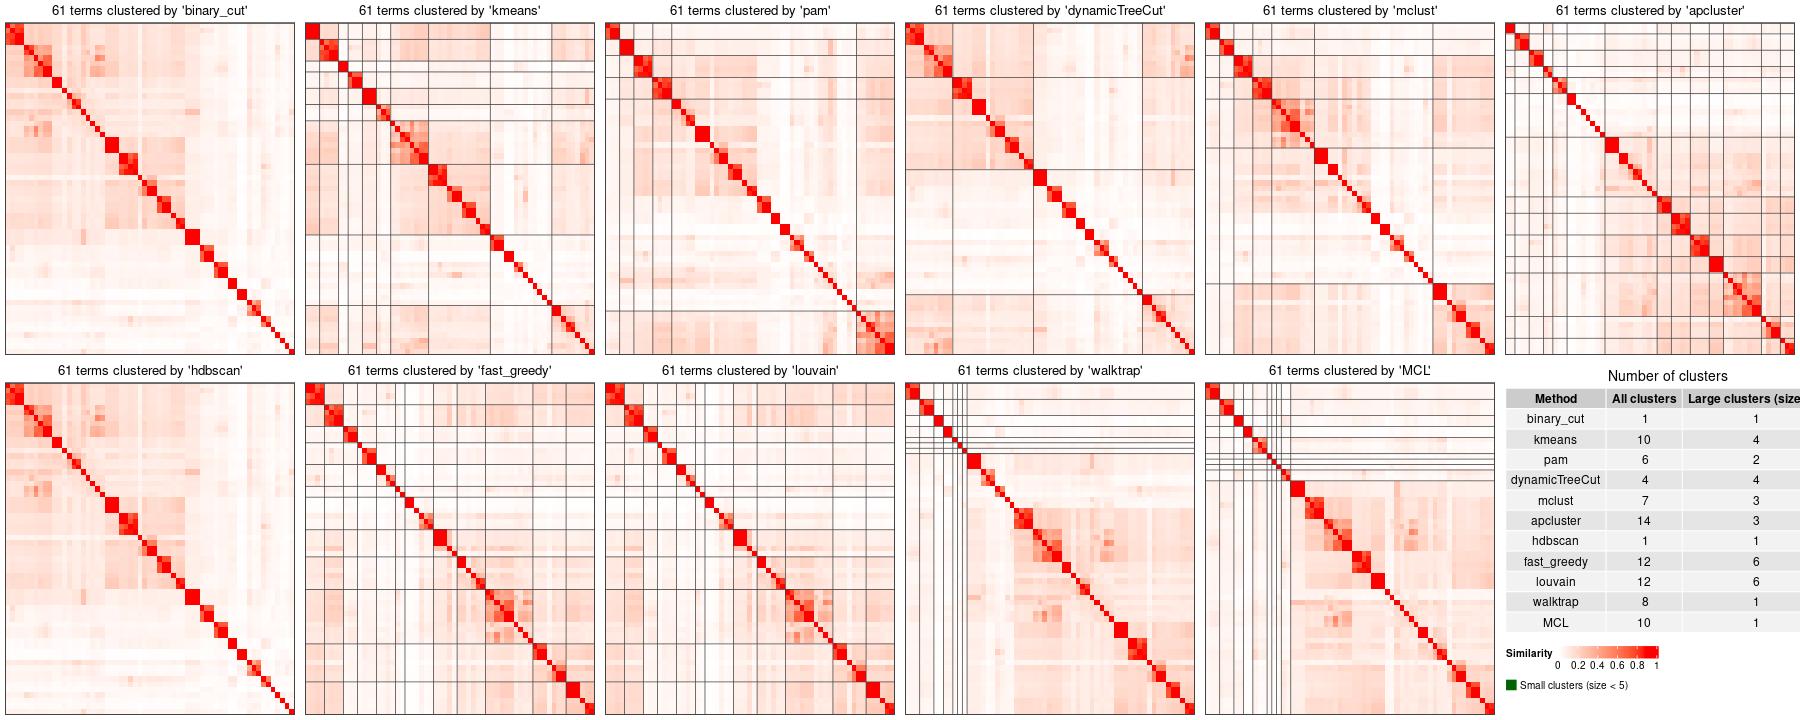 61 terms clustered by 'binary_cut'
61 terms clustered by 'kmeans'
61 terms clustered by 'pam'
61 terms clustered by 'dynamicTreeCut'
61 terms clustered by 'mclust'
61 terms clustered by 'apcluster'
61 terms clustered by 'hdbscan'
61 terms clustered by 'fast_greedy'
61 terms clustered by 'louvain'
61 terms clustered by 'walktrap'
61 terms clustered by 'MCL'
Number of clusters
Method All clusters Large clusters (size
binary_cut 1 1
kmeans 10 4
pam 6 2
dynamicTreeCut 4 4
mclust 7 3
apcluster 14 3
hdbscan 1 1
fast_greedy 12 6
louvain 12 6
walktrap 8 1
MCL 10 1
Similarity
0 0.2 0.4 0.6 0.8 1
Small clusters (size < 5)